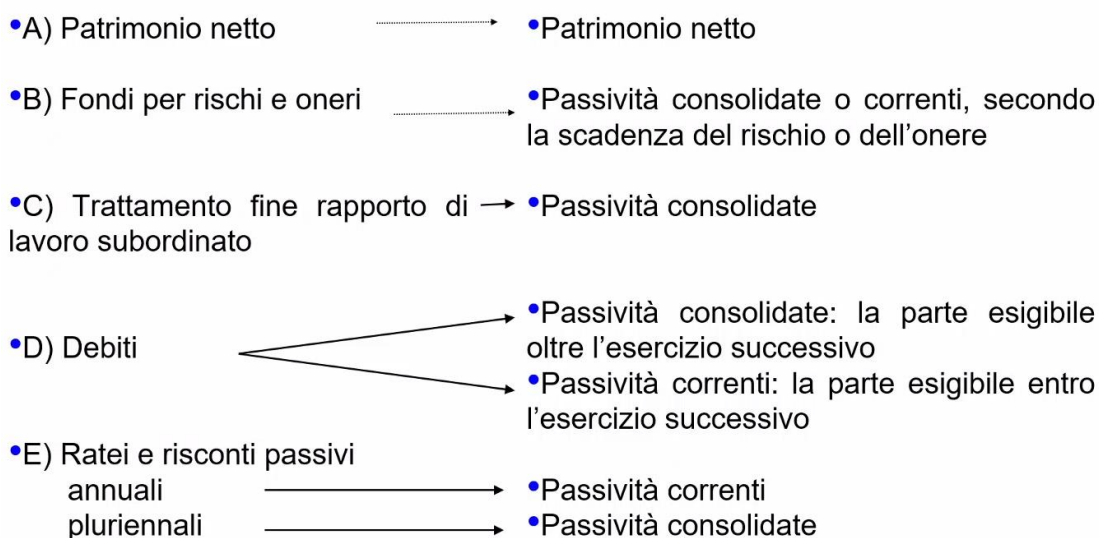 •A) Patrimonio netto
•Patrimonio netto
•B) Fondi per rischi e oneri
•Passività consolidate o correnti, secondo
la scadenza del rischio o dell'onere
•C) Trattamento fine rapporto di
lavoro subordinato
•Passività consolidate
•D) Debiti
•Passività consolidate: la parte esigibile
oltre l'esercizio successivo
•Passività correnti: la parte esigibile entro
l'esercizio successivo
•E) Ratei e risconti passivi
annuali
•Passività correnti
pluriennali
•Passività consolidate